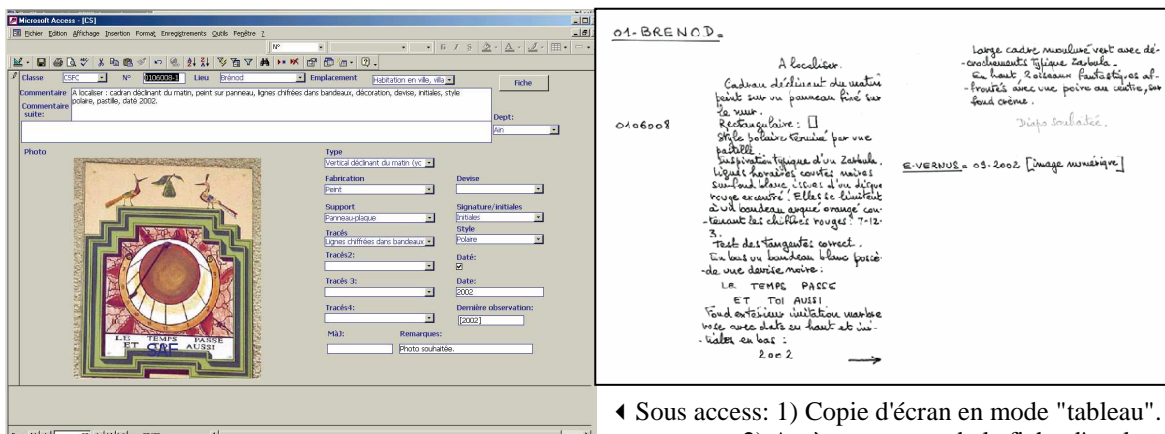 Microsoft Access - [CS]
Fichier Edition Affichage Insertion Format Enregistrements Outils Fenêtre ?
N°
G I S
Classe CSFC N° 0106008-1 Lieu Brénod Emplacement Habitation en ville, villa Fiche
Commentaire A localiser : cadran déclinant du matin, peint sur panneau, lignes chifrées dans bandeaux, décoration, devise, initiales, style
polaire, pastille, daté 2002.
Commentaire
suite:
Dept:
Ain
Photo
Type
Vertical déclinant du matin (yc
Fabrication
Peint
Devise
Support
Panneau-plaque
Signature/initiales
Initiales
Tracés
Lignes chiffrées dans bandeaux
Style
Polaire
Tracés2:
Daté:
Tracés 3:
Date:
2002
Tracés4:
Dernière observation:
[2002]
MàJ:
Remarques:
Photo souhaitée.
LE TEMPS PASSE
ET TOI AUSSI
SAF
01-BRENOD_
0106008
A localiser.
Cadran déclinant du matin
peint sur un panneau fixé sur
le mur.
Rectangulaire :
Style polaire terminé par une
pastille
Inspiration typique d'un Zarbula.
Lignes horaires courtes noires
sur fond blanc issues d'un disque
rouge excentré. Elles se limitent
à un bandeau arqué orangé con-
-tenant les chiffres rouges : 7-12-
3.
Test des tangentes correct.
En bas un bandeau blanc possè-
-de une devise noire :
LE TEMPS PASSE
ET TOI AUSSI
Fond extérieur imitation marbre
rose avec date en haut et ini-
-tiales en bas :
2002
Large cadre mouluré vert avec dé-
-crochements typique Zarbula.
En haut, 2 oiseaux fantastiques af-
-frontés avec une poire au centre, sur
fond crème.
Diapo souhaitée.
E.VERNUS = 09.2002 [image numérique]
Sous access: 1) Copie d'écran en mode "tableau".